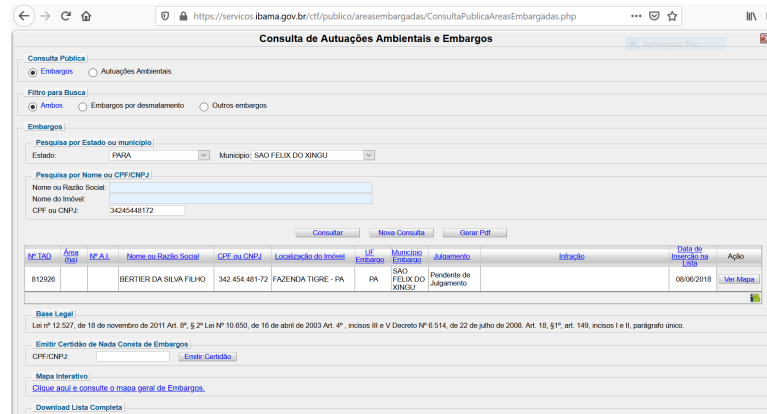 https://servicos.ibama.gov.br/ctf/publico/areasembargadas/ConsultaPublicaAreasEmbargadas.php
Consulta de Autuações Ambientais e Embargos
Consulta Pública
Embargos Autuações Ambientais
Filtro para Busca
Ambos Embargos por desmatamento Outros embargos
Embargos
Pesquisa por Estado ou município
Estado: PARA Municipio: SAO FELIX DO XINGU
Pesquisa por Nome ou CPF/CNPJ
Nome ou Razão Social:
Nome do Imóvel:
CPF ou CNPJ: 34245448172
Consultar Nova Consulta Gerar Pdf
Nº TAD Área (ha) Nº A.I. Nome ou Razão Social CPF ou CNPJ Localização do Imóvel UF Embargo Município Embargo Julgamento Infração Data de Inserção na Lista Ação
812926 BERTIER DA SILVA FILHO 342.454.481-72 FAZENDA TIGRE - PA PA SAO FELIX DO XINGU Pendente de Julgamento 08/06/2018 Ver Mapa
Base Legal
Lei nº 12.527, de 18 de novembro de 2011 Art. 8º, § 2º Lei Nº 10.650, de 16 de abril de 2003 Art. 4º , incisos III e V Decreto Nº 6.514, de 22 de julho de 2008. Art. 18, §1º, art. 149, incisos I e II, parágrafo único.
Emitir Certidão de Nada Consta de Embargos
CPF/CNPJ: Emitir Certidão
Mapa Interativo
Clique aqui e consulte o mapa geral de Embargos.
Download Lista Completa